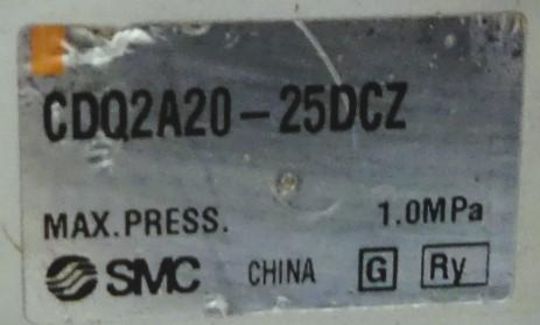 CDQ2A20-25DCZ
MAX.PRESS. 1.0MPa
SMC CHINA G Ry